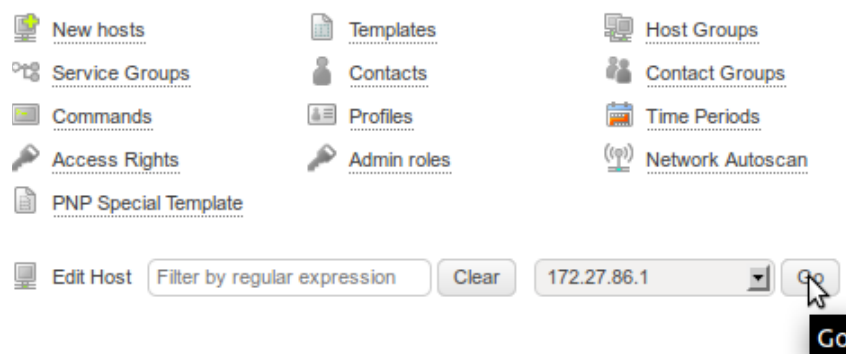 New hosts Templates Host Groups
Service Groups Contacts Contact Groups
Commands Profiles Time Periods
Access Rights Admin roles Network Autoscan
PNP Special Template
Edit Host Filter by regular expression Clear 172.27.86.1 Go
Go